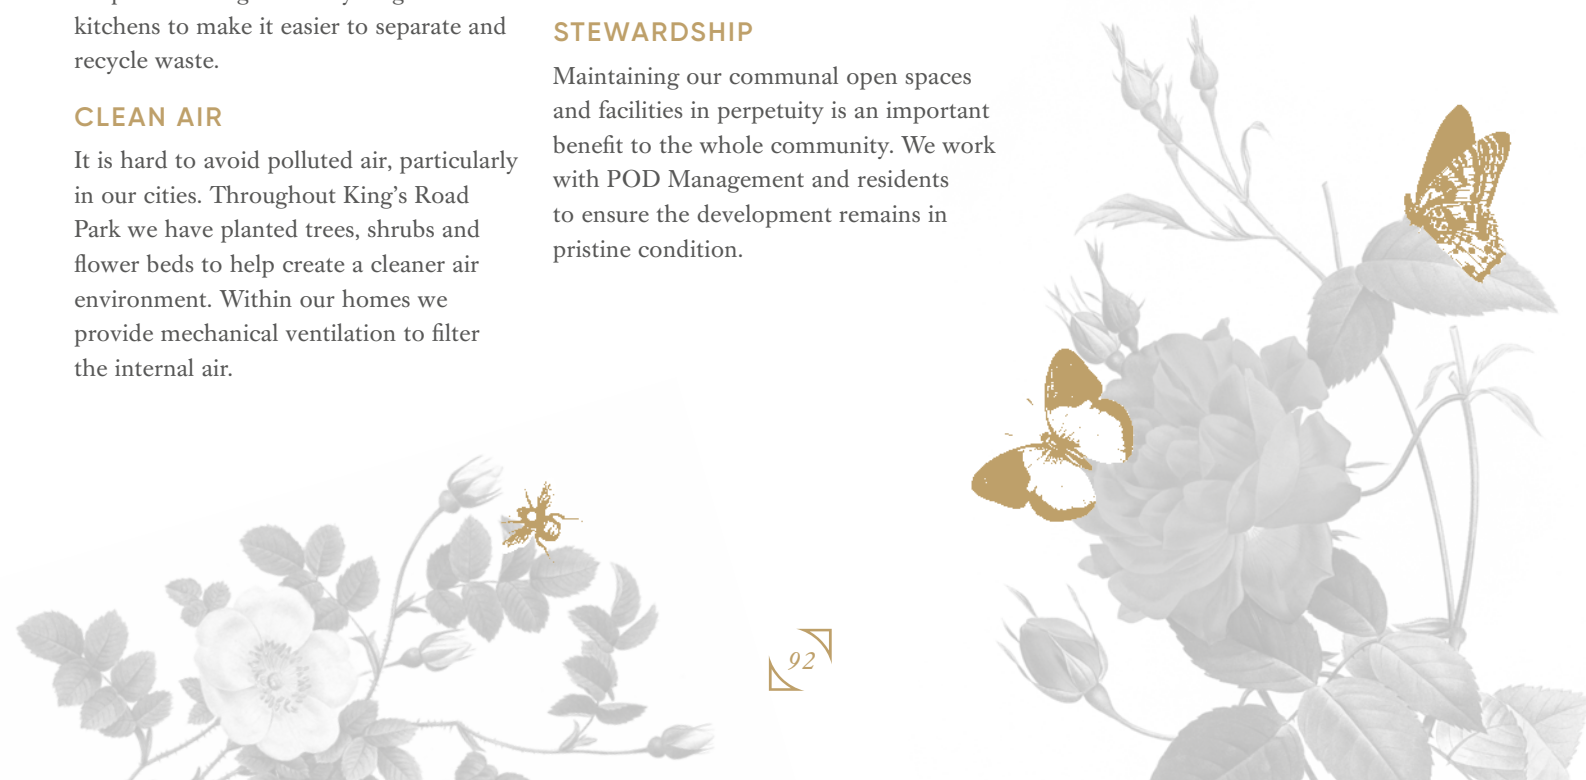 kitchens to make it easier to separate and
recycle waste.
CLEAN AIR
It is hard to avoid polluted air, particularly
in our cities. Throughout King’s Road
Park we have planted trees, shrubs and
flower beds to help create a cleaner air
environment. Within our homes we
provide mechanical ventilation to filter
the internal air.
STEWARDSHIP
Maintaining our communal open spaces
and facilities in perpetuity is an important
benefit to the whole community. We work
with POD Management and residents
to ensure the development remains in
pristine condition.
92